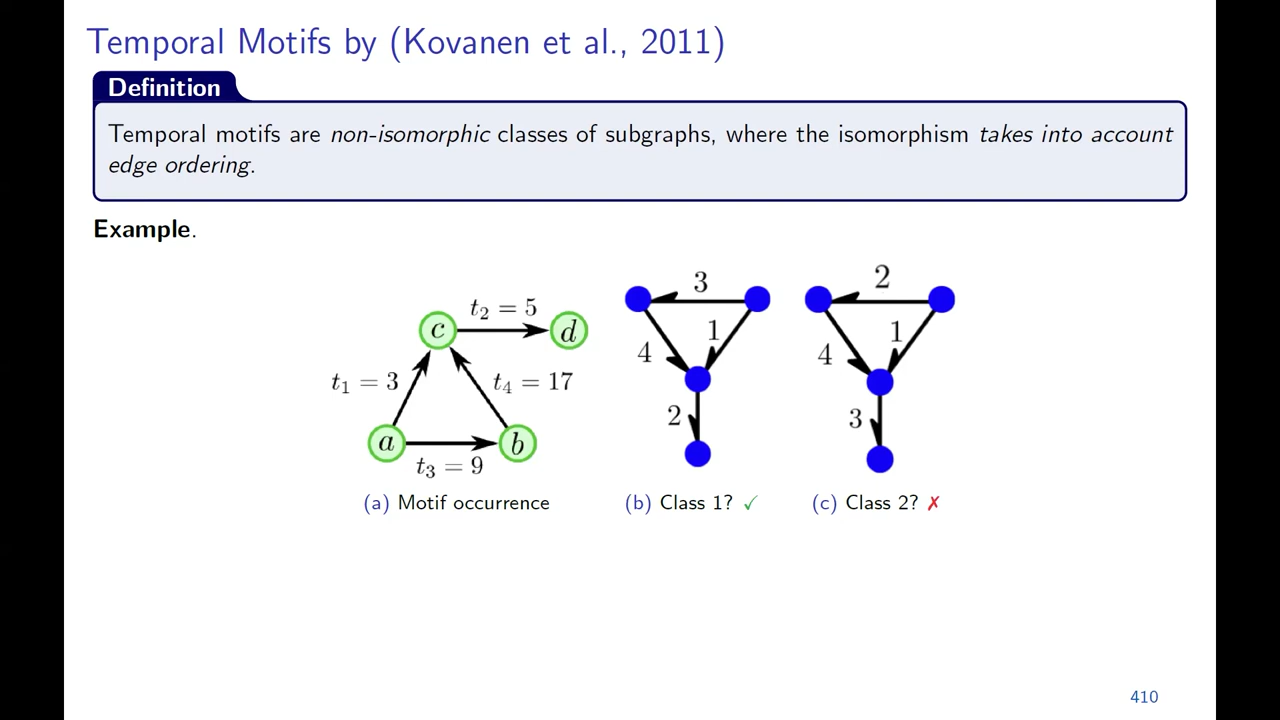 Temporal Motifs by (Kovanen et al., 2011)
Definition
Temporal motifs are non-isomorphic classes of subgraphs, where the isomorphism takes into account
edge ordering.
Example.
t₂ = 5
c
d
t₁ = 3
t₄ = 17
a
b
t₃ = 9
(a) Motif occurrence
3
1
4
2
(b) Class 1? ✓
2
1
4
3
(c) Class 2? ✗
410